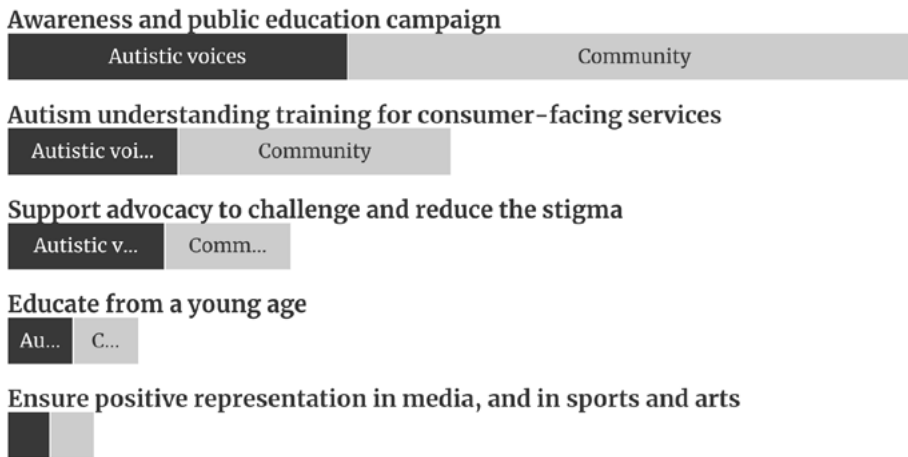 Awareness and public education campaign
Autistic voices Community
Autism understanding training for consumer-facing services
Autistic voi... Community
Support advocacy to challenge and reduce the stigma
Autistic v... Comm...
Educate from a young age
Au... C...
Ensure positive representation in media, and in sports and arts